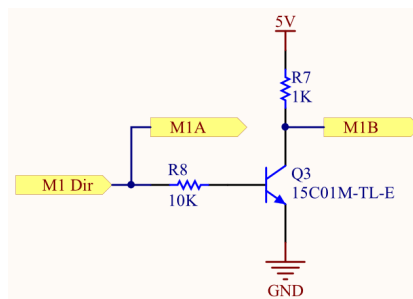 5V
R7
1K
M1A
M1B
R8
Q3
M1 Dir
15C01M-TL-E
10K
GND